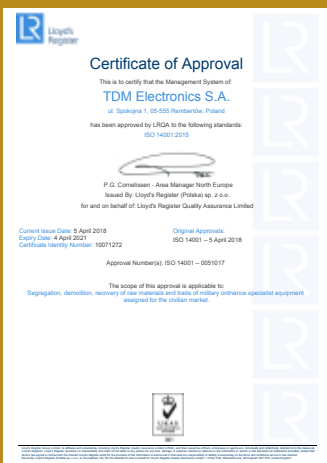 Lloyd's
Register
LR
Certificate of Approval
This is to certify that the Management System of:
TDM Electronics S.A.
ul. Spokojna 1, 05-555 Rembertów, Poland
has been approved by LRQA to the following standards:
ISO 14001:2015
P.G. Cornelissen - Area Manager North Europe
Issued By: Lloyd's Register (Polska) sp. z o.o.
for and on behalf of: Lloyd's Register Quality Assurance Limited
Current Issue Date: 5 April 2018
Expiry Date: 4 April 2021
Certificate Identity Number: 10071272
Original Approvals:
ISO 14001 – 5 April 2018
Approval Number(s): ISO 14001 – 0051017
The scope of this approval is applicable to:
Segregation, demolition, recovery of raw materials and trade of military ordnance specialist equipment
assigned for the civilian market.
UKAS